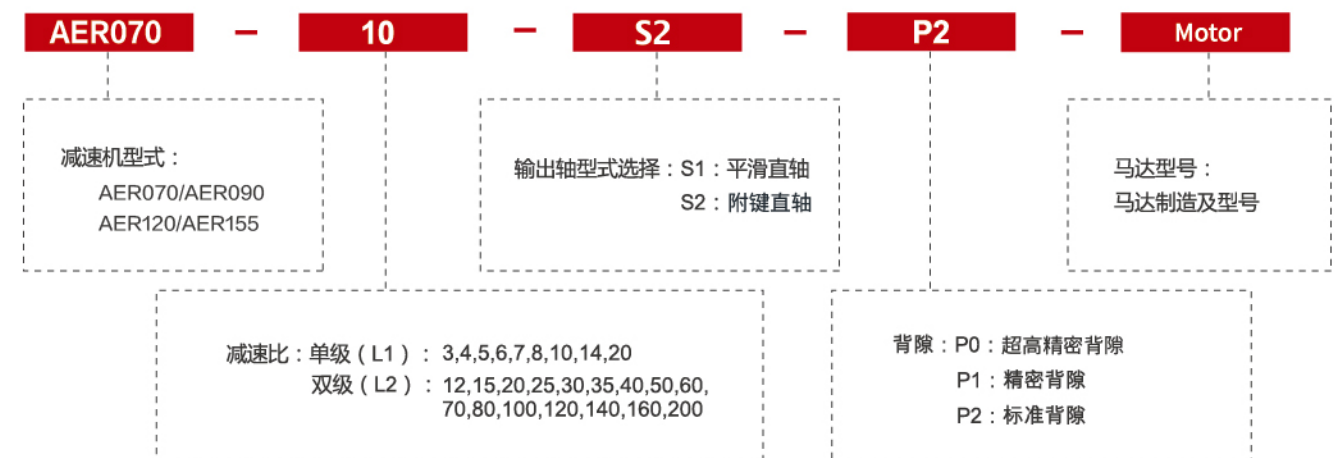 AER070 - 10 - S2 - P2 - Motor
减速机型式：
AER070/AER090
AER120/AER155
输出轴型式选择：S1：平滑直轴
S2：附键直轴
马达型号：
马达制造及型号
减速比：单级（L1）： 3,4,5,6,7,8,10,14,20
双级（L2）： 12,15,20,25,30,35,40,50,60,
70,80,100,120,140,160,200
背隙：P0：超高精密背隙
P1：精密背隙
P2：标准背隙